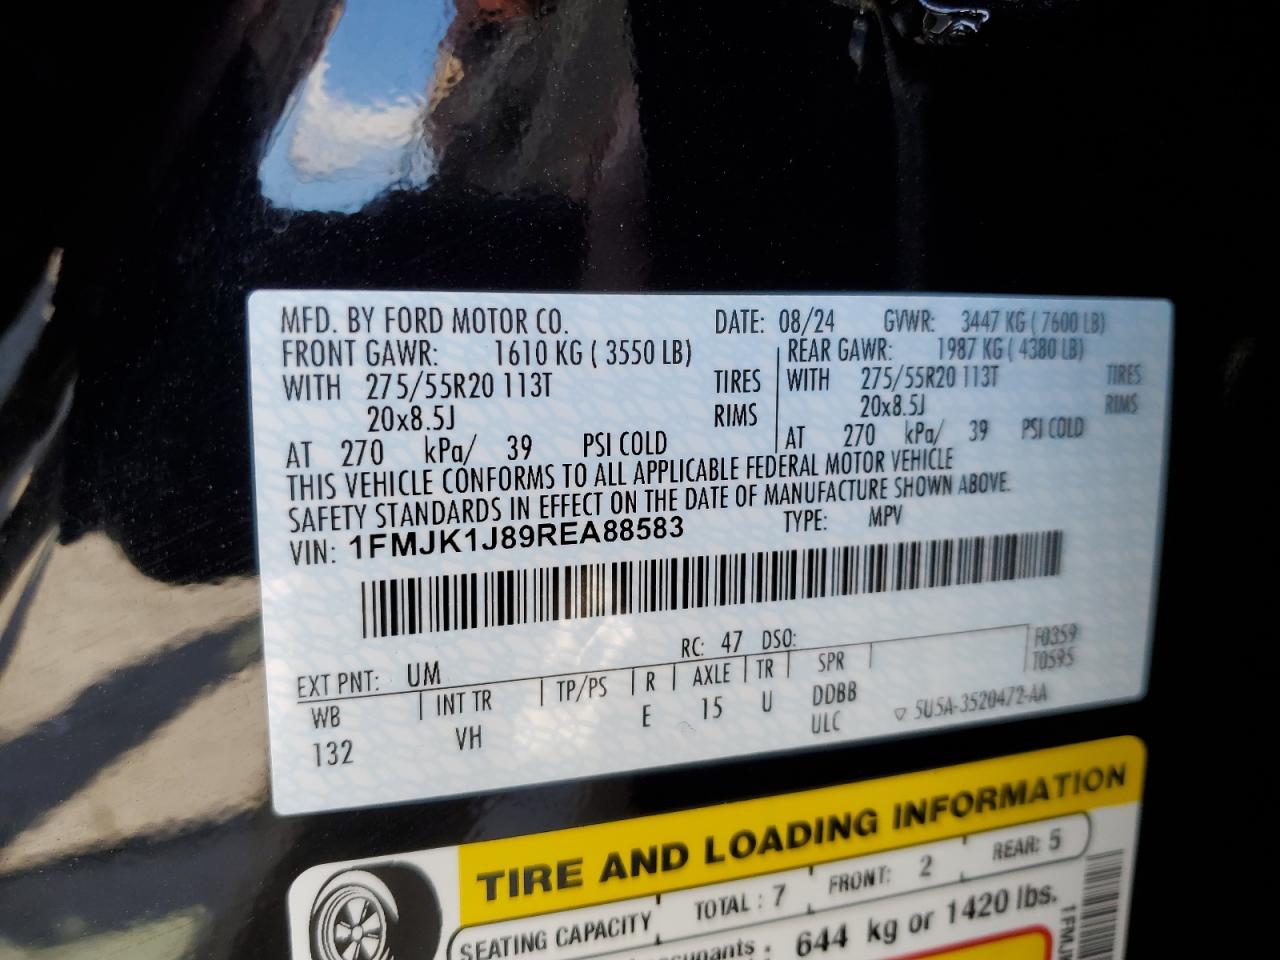 MFD. BY FORD MOTOR CO. DATE: 08/24 GVWR: 3447 KG ( 7600 LB)
FRONT GAWR: 1610 KG ( 3550 LB) REAR GAWR: 1987 KG ( 4380 LB)
WITH 275/55R20 113T TIRES WITH 275/55R20 113T TIRES
20x8.5J RIMS 20x8.5J RIMS
AT 270 kPa/ 39 PSI COLD AT 270 kPa/ 39 PSI COLD
THIS VEHICLE CONFORMS TO ALL APPLICABLE FEDERAL MOTOR VEHICLE
SAFETY STANDARDS IN EFFECT ON THE DATE OF MANUFACTURE SHOWN ABOVE.
VIN: 1FMJK1J89REA88583 TYPE: MPV
EXT PNT: UM RC: 47 DSO: F0359
T0595
WB INT TR TP/PS R AXLE TR SPR
132 VH E 15 U DDBB
ULC ▽ 5U5A-3520472-AA
TIRE AND LOADING INFORMATION
SEATING CAPACITY TOTAL : 7 FRONT: 2 REAR: 5
644 kg or 1420 lbs.